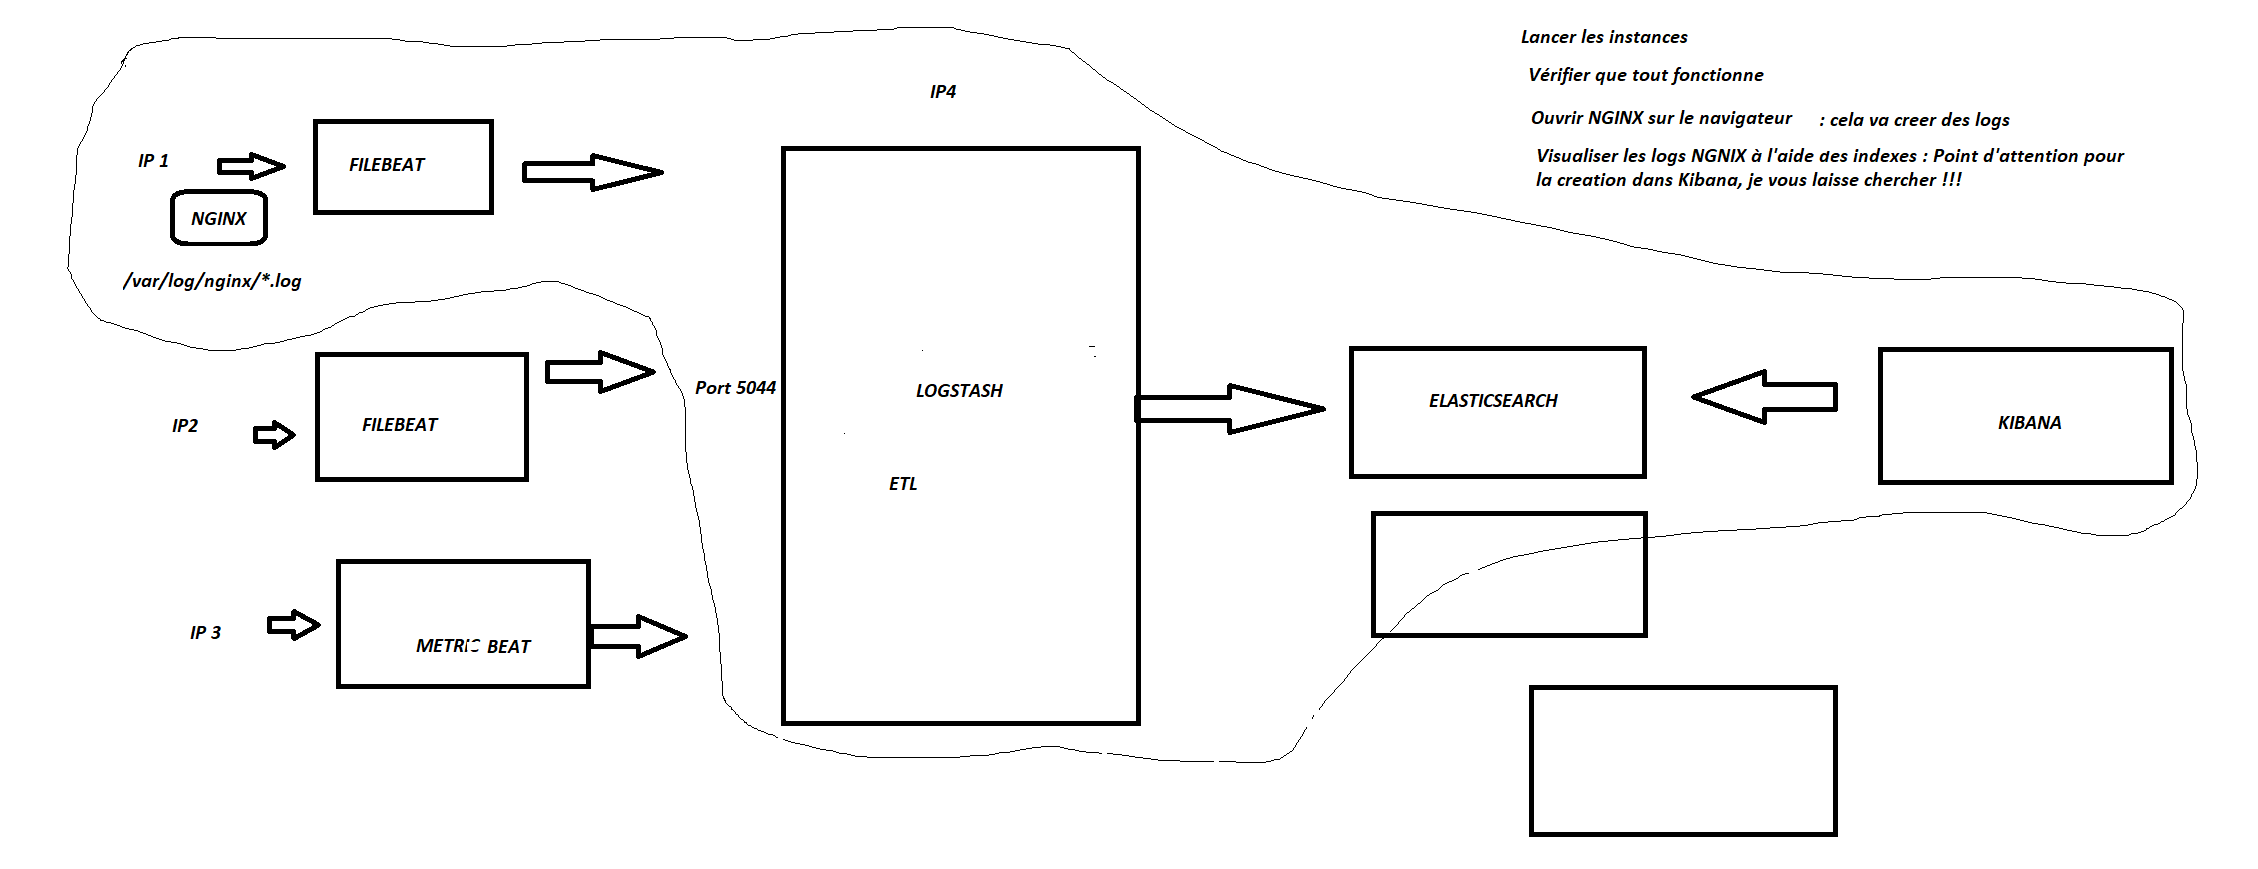 Lancer les instances
Vérifier que tout fonctionne
Ouvrir NGINX sur le navigateur : cela va creer des logs
Visualiser les logs NGNIX à l'aide des indexes : Point d'attention pour
la creation dans Kibana, je vous laisse chercher !!!
IP4
IP 1
FILEBEAT
NGINX
/var/log/nginx/*.log
Port 5044
LOGSTASH
ETL
ELASTICSEARCH
KIBANA
IP2
FILEBEAT
IP 3
METRIC BEAT